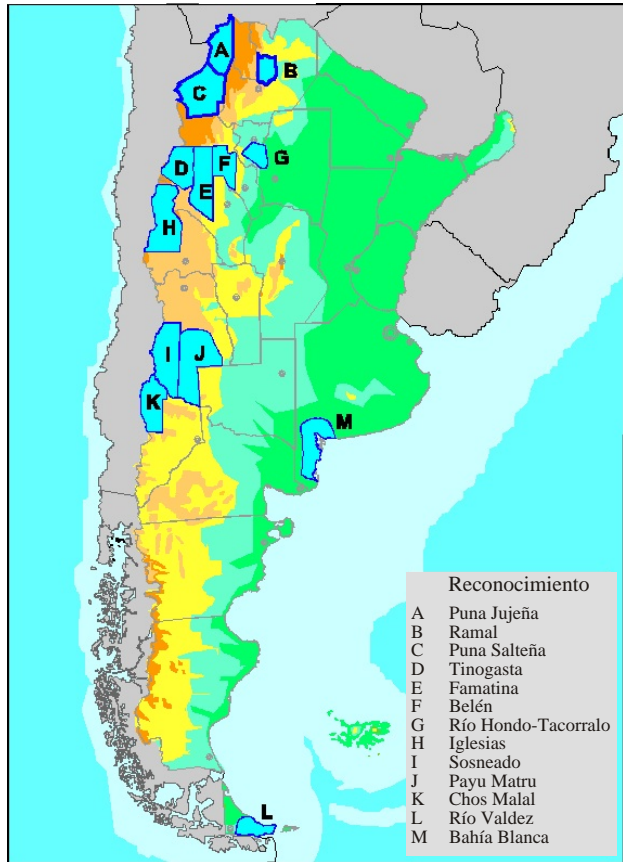 A
B
C
D
F
G
E
H
I
J
K
M
L
Reconocimiento
A Puna Jujeña
B Ramal
C Puna Salteña
D Tinogasta
E Famatina
F Belén
G Río Hondo-Tacorralo
H Iglesias
I Sosneado
J Payu Matru
K Chos Malal
L Río Valdez
M Bahía Blanca